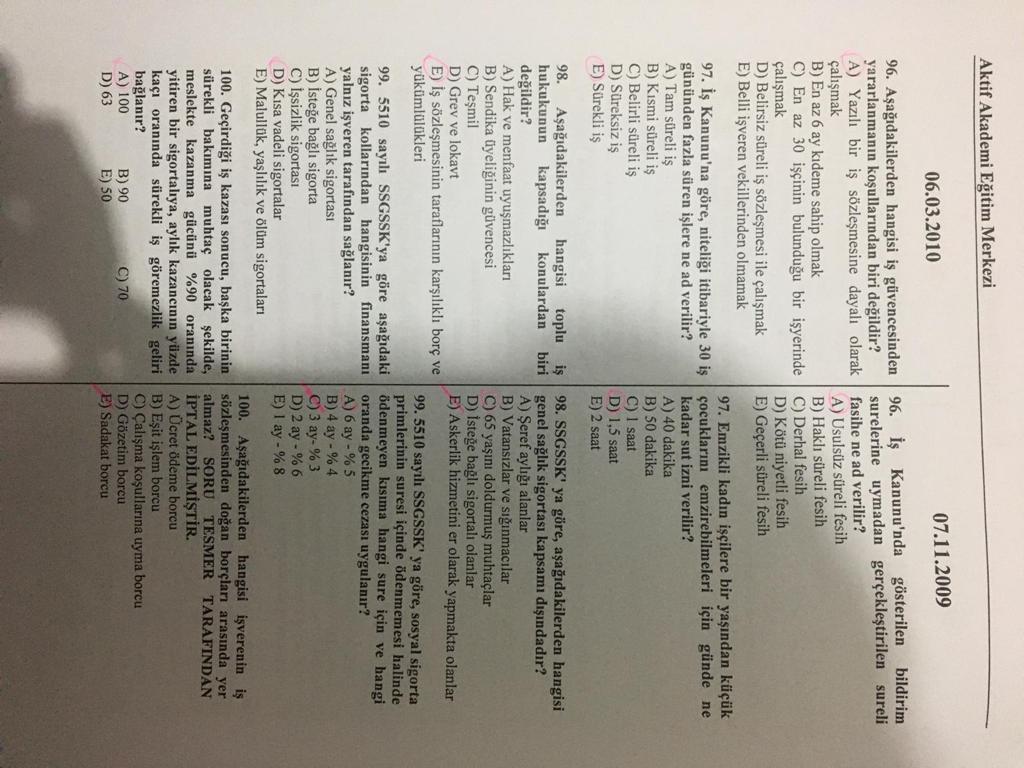 Aktif Akademi Eğitim Merkezi
06.03.2010
96. Aşağıdakilerden hangisi iş güvencesinden
yararlanmanın koşullarından biri değildir?
A) Yazılı bir iş sözleşmesine dayalı olarak
çalışmak
B) En az 6 ay kıdeme sahip olmak
C) En az 30 işçinin bulunduğu bir işyerinde
çalışmak
D) Belirsiz süreli iş sözleşmesi ile çalışmak
E) Belli işveren vekillerinden olmamak
97. İş Kanunu'na göre, niteliği itibariyle 30 iş
gününden fazla süren işlere ne ad verilir?
A) Tam süreli iş
B) Kısmi süreli iş
C) Belirli süreli iş
D) Süreksiz iş
E) Sürekli iş
98. Aşağıdakilerden hangisi toplu iş
hukukunun kapsadığı konulardan biri
değildir?
A) Hak ve menfaat uyuşmazlıkları
B) Sendika üyeliğinin güvencesi
C) Teşmil
D) Grev ve lokavt
E) İş sözleşmesinin taraflarının karşılıklı borç ve
yükümlülükleri
99. 5510 sayılı SSGSSK'ya göre aşağıdaki
sigorta kollarından hangisinin finansmanı
yalnız işveren tarafından sağlanır?
A) Genel sağlık sigortası
B) İsteğe bağlı sigorta
C) İşsizlik sigortası
D) Kısa vadeli sigortalar
E) Malullük, yaşlılık ve ölüm sigortaları
100. Geçirdiği iş kazası sonucu, başka birinin
sürekli bakımına muhtaç olacak şekilde,
meslekte kazanma gücünü %90 oranında
yitiren bir sigortalıya, aylık kazancının yüzde
kaçı oranında sürekli iş göremezlik geliri
bağlanır?
A) 100 B) 90 C) 70
D) 63 E) 50
07.11.2009
96. İş Kanunu'nda gösterilen bildirim
surelerine uymadan gerçekleştirilen sureli
fasihe ne ad verilir?
A) Usulsüz süreli fesih
B) Haklı süreli fesih
C) Derhal fesih
D) Kötü niyetli fesih
E) Geçerli süreli fesih
97. Emzikli kadın işçilere bir yaşından küçük
çocuklarını emzirebilmeleri için günde ne
kadar sut izni verilir?
A) 40 dakika
B) 50 dakika
C) 1 saat
D) 1,5 saat
E) 2 saat
98. SSGSSK' ya göre, aşağıdakilerden hangisi
genel sağlık sigortası kapsamı dışındadır?
A) Şeref aylığı alanlar
B) Vatansızlar ve sığınmacılar
C) 65 yaşını doldurmuş muhtaçlar
D) İsteğe bağlı sigortalı olanlar
E) Askerlik hizmetini er olarak yapmakta olanlar
99. 5510 sayılı SSGSSK' ya göre, sosyal sigorta
primlerinin suresi içinde ödenmemesi halinde
ödenmeyen kısmına hangi sure için ve hangi
oranda gecikme cezası uygulanır?
A) 6 ay - % 5
B) 4 ay - % 4
C) 3 ay- % 3
D) 2 ay - % 6
E) 1 ay - % 8
100. Aşağıdakilerden hangisi işverenin iş
sözleşmesinden doğan borçları arasında yer
almaz? SORU TESMER TARAFINDAN
İPTAL EDİLMİŞTİR.
A) Ücret ödeme borcu
B) Eşit işlem borcu
C) Çalışma koşullarına uyma borcu
D) Gözetim borcu
E) Sadakat borcu